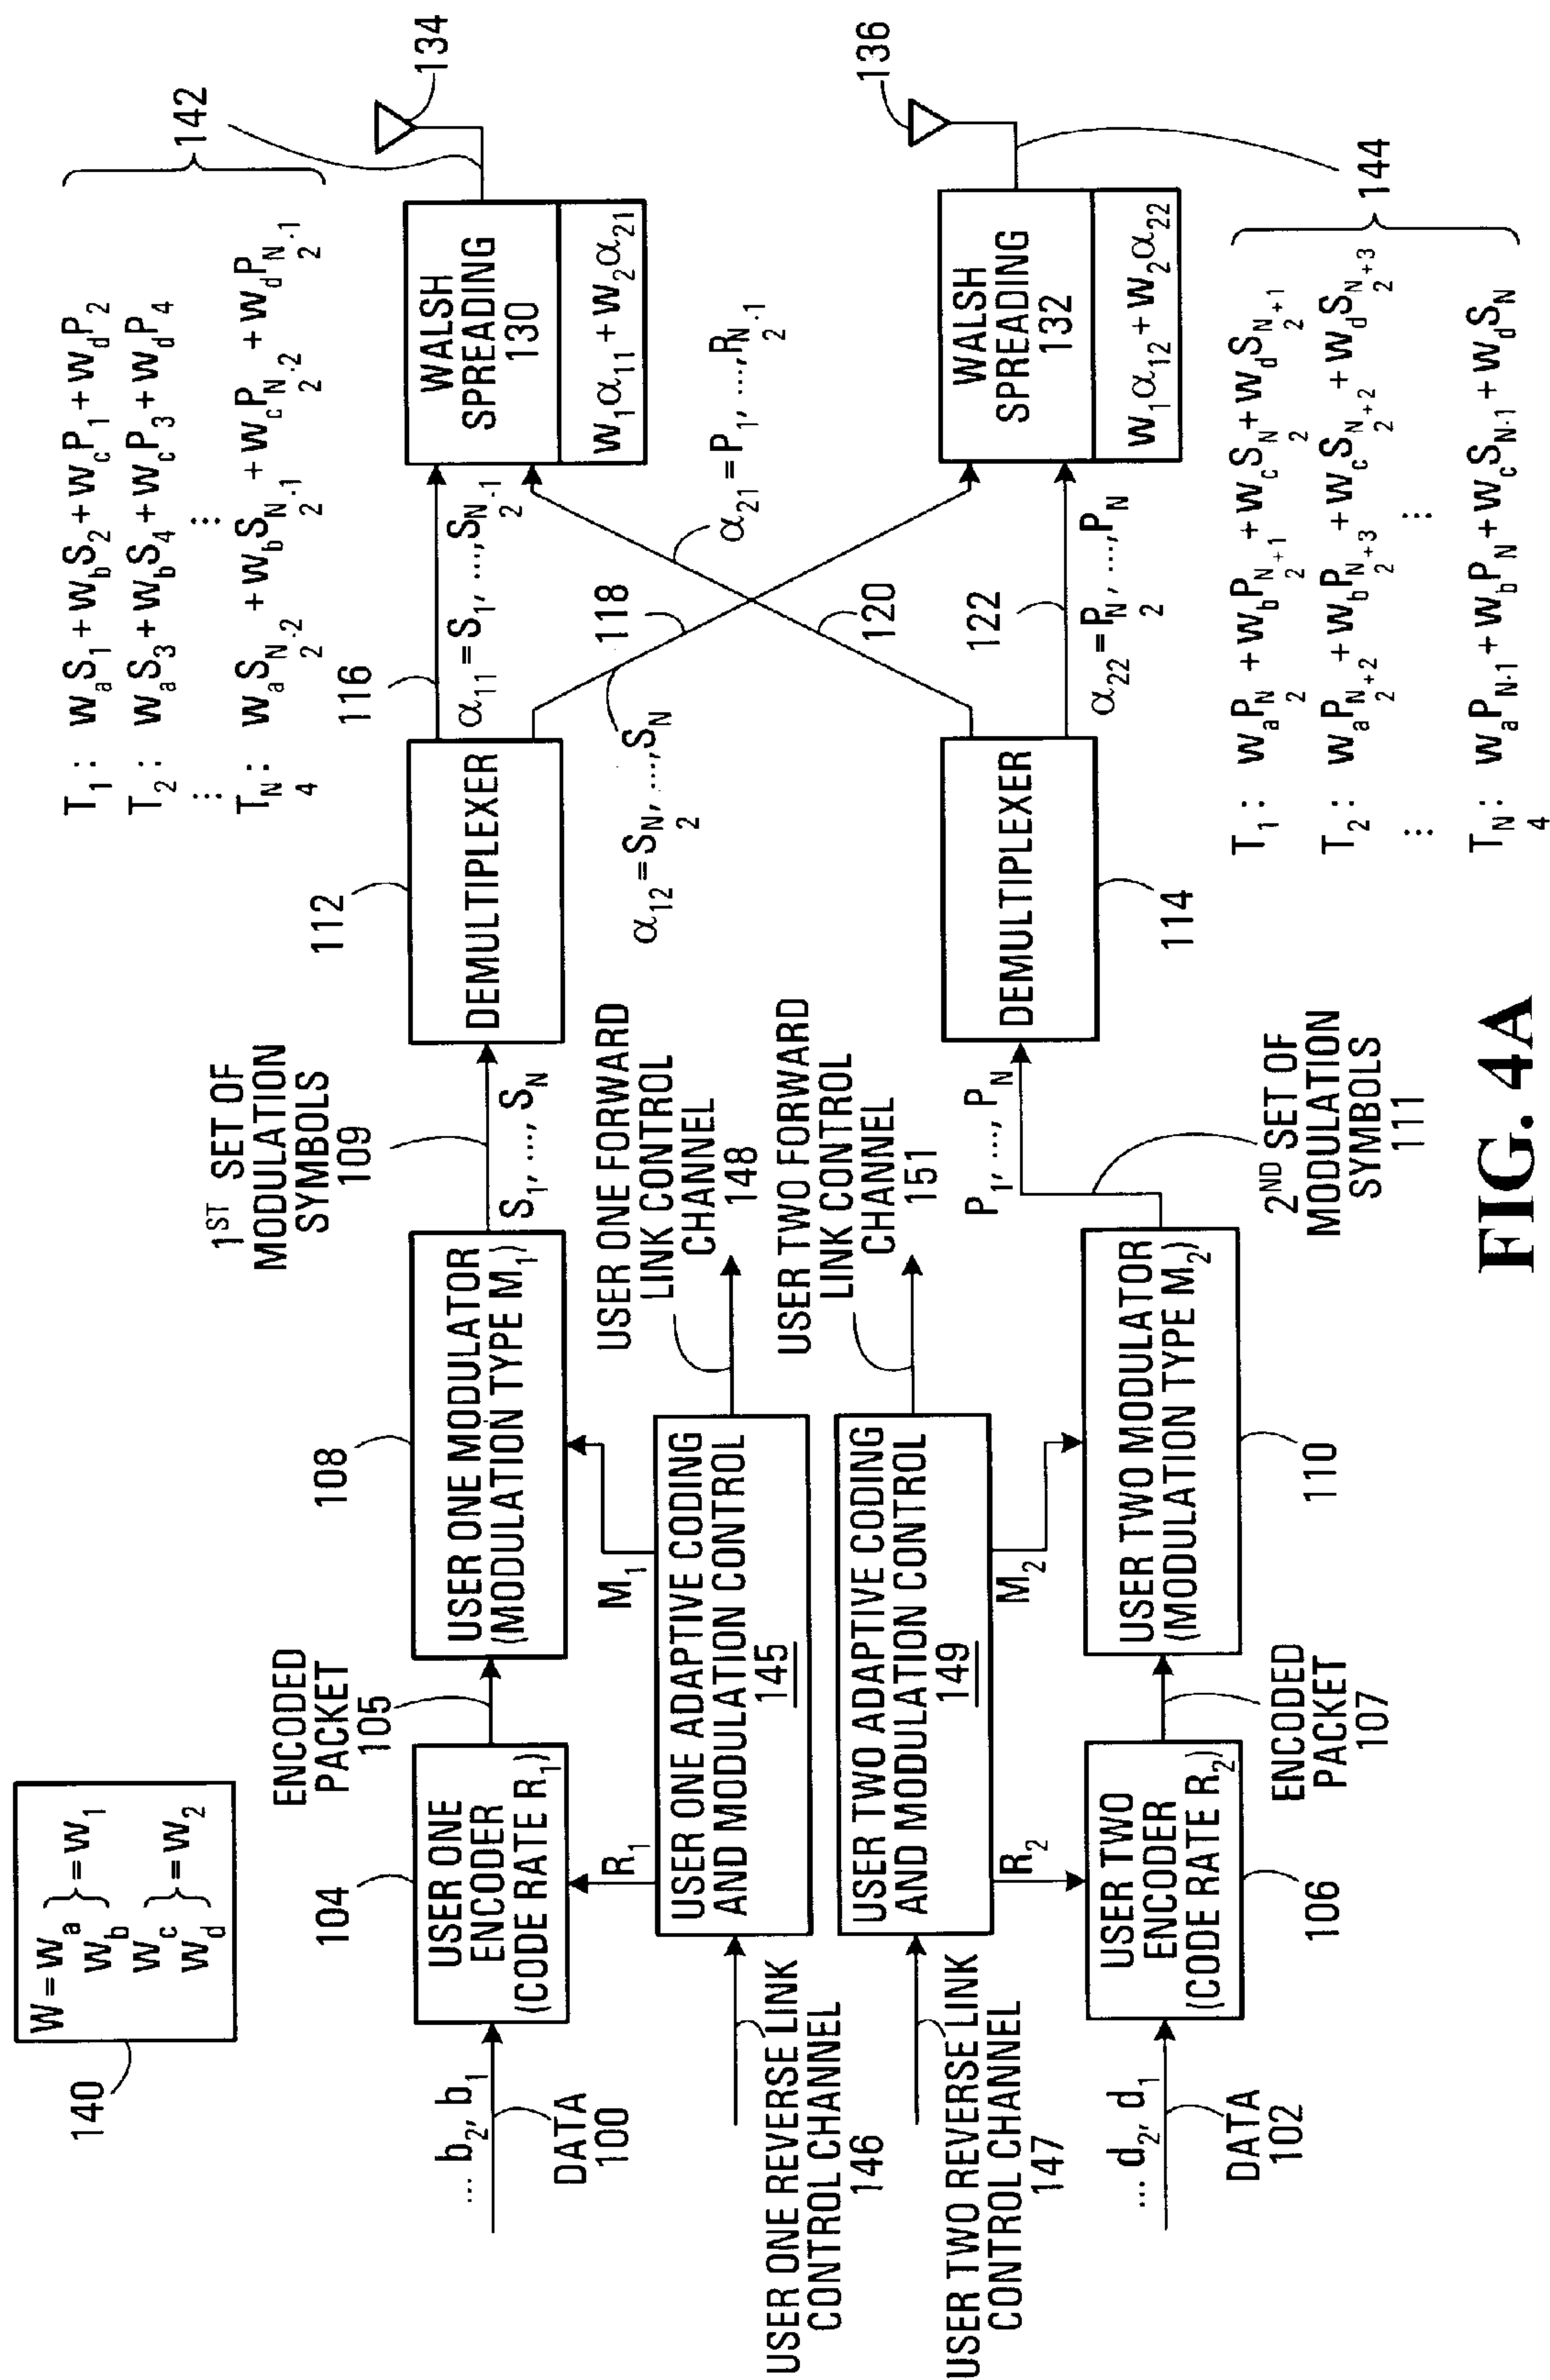 W = Wa } = W1
Wb
Wc } = W2
Wd
140
... b2, b1
DATA
100
104
USER ONE
ENCODER
(CODE RATE R1)
ENCODED
PACKET
105
108
USER ONE MODULATOR
(MODULATION TYPE M1)
1ST SET OF
MODULATION
SYMBOLS
109
S1, ..., SN
112
DEMULTIPLEXER
116
α11 = S1, ..., SN/2-1
118
α12 = SN/2, ..., SN
WALSH
SPREADING
130
W1α11 + W2α21
134
142
T1 : WaS1 + WbS2 + WcP1 + WdP2
T2 : WaS3 + WbS4 + WcP3 + WdP4
⋮ ⋮
TN/4 : WaSN/2-2 + WbSN/2-1 + WcPN/2-2 + WdPN/2-1
R1
M1
USER ONE ADAPTIVE CODING
AND MODULATION CONTROL
145
USER ONE REVERSE LINK
CONTROL CHANNEL
146
USER ONE FORWARD
LINK CONTROL
CHANNEL
148
USER TWO ADAPTIVE CODING
AND MODULATION CONTROL
149
USER TWO REVERSE LINK
CONTROL CHANNEL
147
USER TWO FORWARD
LINK CONTROL
CHANNEL
151
R2
M2
... d2, d1
DATA
102
USER TWO
ENCODER
(CODE RATE R2)
106
ENCODED
PACKET
107
USER TWO MODULATOR
(MODULATION TYPE M2)
110
P1, ..., PN
2ND SET OF
MODULATION
SYMBOLS
111
DEMULTIPLEXER
114
120
α21 = P1, ..., PN/2-1
122
α22 = PN/2, ..., PN
WALSH
SPREADING
132
W1α12 + W2α22
136
144
T1 : WaPN/2 + WbPN/2+1 + WcSN/2 + WdSN/2+1
T2 : WaPN/2+2 + WbPN/2+3 + WcSN/2+2 + WdSN/2+3
⋮ ⋮
TN/4 : WaPN-1 + WbPN + WcSN-1 + WdSN
FIG. 4A